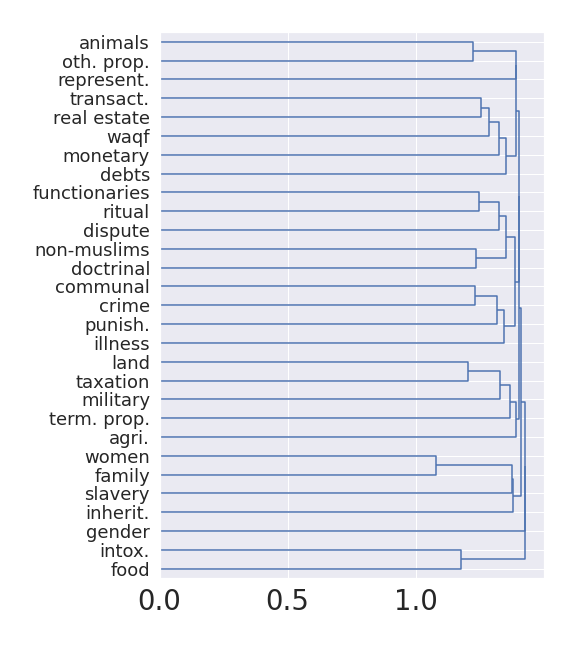 animals
oth. prop.
represent.
transact.
real estate
waqf
monetary
debts
functionaries
ritual
dispute
non-muslims
doctrinal
communal
crime
punish.
illness
land
taxation
military
term. prop.
agri.
women
family
slavery
inherit.
gender
intox.
food
0.0 0.5 1.0